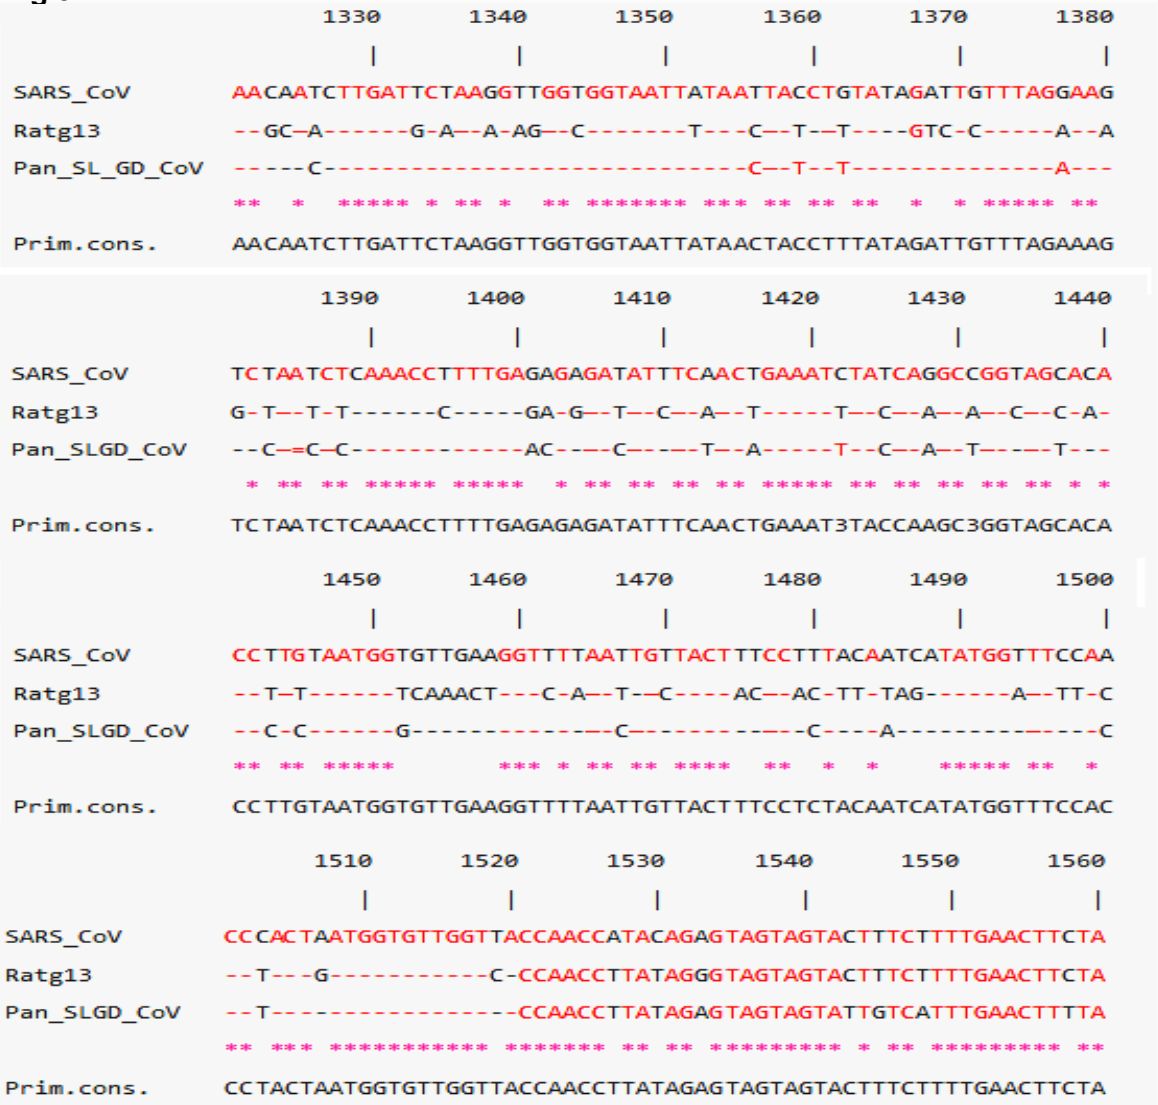 1330 1340 1350 1360 1370 1380
| | | | | |
SARS_CoV AACAATCTTGATTCTAAGGTTGGTGGTAATTATAATTACCTGTATAGATTGTTTAGGAAG
Ratg13 --GC—A------G-A—-A-AG—-C-------T---C—-T-—T----GTC-C-----A--A
Pan_SL_GD_CoV -----C-----------------------------C—-T--T--------------A---
** * ***** * ** * ** ******* *** ** ** ** * * ***** **
Prim.cons. AACAATCTTGATTCTAAGGTTGGTGGTAATTATAACTACCTTTATAGATTGTTTAGAAAG
1390 1400 1410 1420 1430 1440
| | | | | |
SARS_CoV TCTAATCTCAAACCTTTTGAGAGAGATATTTCAACTGAAATCTATCAGGCCGGTAGCACA
Ratg13 G-T—-T-T------C-----GA-G—-T--C—-A—-T-----T--C—-A—-A—-C—-C-A-
Pan_SLGD_CoV --C—=C—C------------AC--—-C--—--T—-A-----T--C—-A—-T--—--T---
* ** ** ***** ***** * ** ** ** ** ***** ** ** ** ** ** * *
Prim.cons. TCTAATCTCAAACCTTTTGAGAGAGATATTTCAACTGAAAT3TACCAAGC3GGTAGCACA
1450 1460 1470 1480 1490 1500
| | | | | |
SARS_CoV CCTTGTAATGGTGTTGAAGGTTTTAATTGTTACTTTCCTTTACAATCATATGGTTTCCAA
Ratg13 --T—T------TCAAACT---C-A—-T-—C----AC—-AC-TT-TAG------A—-TT-C
Pan_SLGD_CoV --C-C------G------------—-C—--------—---C----A---------—----C
** ** ***** *** * ** ** **** ** * * ***** ** *
Prim.cons. CCTTGTAATGGTGTTGAAGGTTTTAATTGTTACTTTCCTCTACAATCATATGGTTTCCAC
1510 1520 1530 1540 1550 1560
| | | | | |
SARS_CoV CCCACTAATGGTGTTGGTTACCAACCATACAGAGTAGTAGTACTTTCTTTTGAACTTCTA
Ratg13 --T---G-----------C-CCAACCTTATAGGGTAGTAGTACTTTCTTTTGAACTTCTA
Pan_SLGD_CoV --T-----------------CCAACCTTATAGAGTAGTAGTATTGTCATTTGAACTTTTA
** *** *********** ******* ** ** ********* * ** ********* **
Prim.cons. CCTACTAATGGTGTTGGTTACCAACCTTATAGAGTAGTAGTACTTTCTTTTGAACTTCTA